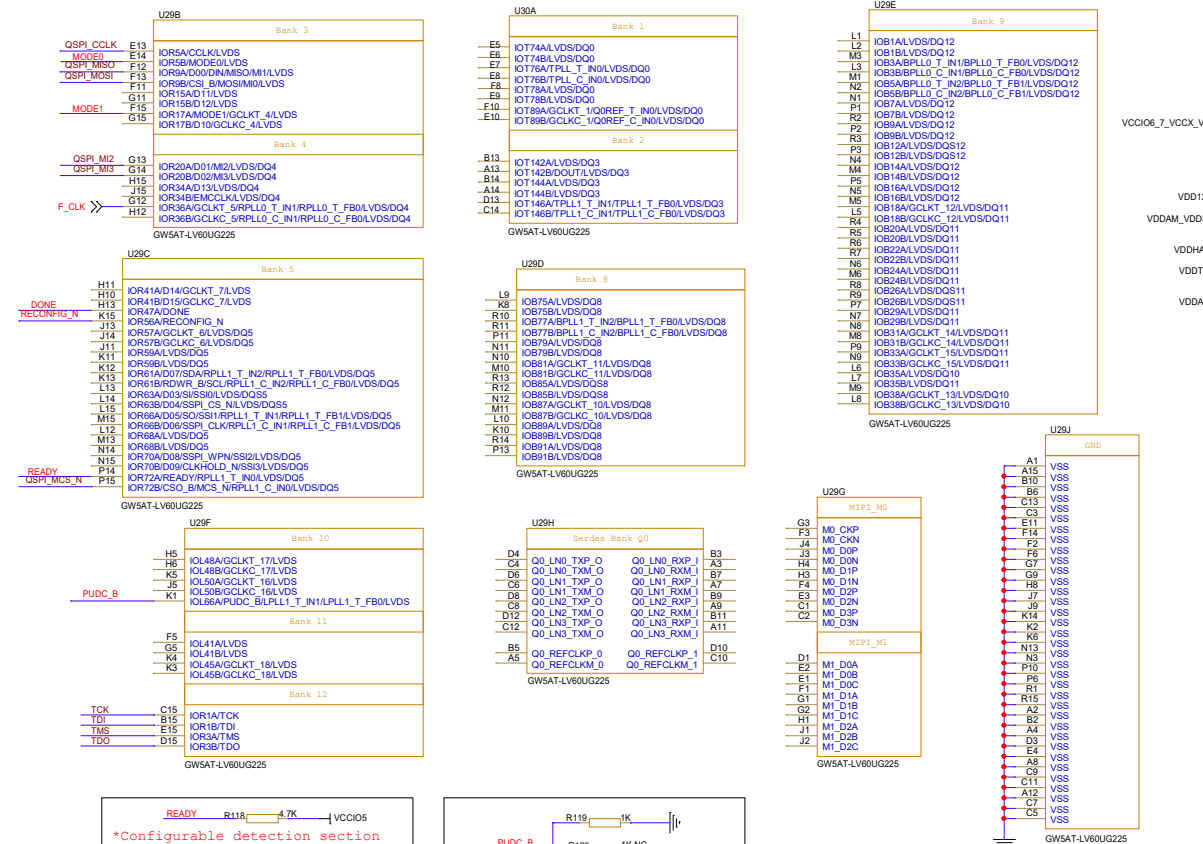 U29B
Bank 3
QSPI_CCLK E13 IOR5A/CCLK/LVDS
MODE0 E14 IOR5B/MODE0/LVDS
QSPI_MISO F12 IOR9A/D00/DIN/MISO/MI1/LVDS
QSPI_MOSI F13 IOR9B/CSI_B/MOSI/MI0/LVDS
F11 IOR15A/D11/LVDS
G11 IOR15B/D12/LVDS
MODE1 F15 IOR17A/MODE1/GCLKT_4/LVDS
G15 IOR17B/D10/GCLKC_4/LVDS
Bank 4
QSPI_MI2 G13 IOR20A/D01/MI2/LVDS/DQ4
QSPI_MI3 G14 IOR20B/D02/MI3/LVDS/DQ4
H15 IOR34A/D13/LVDS/DQ4
J15 IOR34B/EMCCLK/LVDS/DQ4
F_CLK G12 IOR36A/GCLKT_5/RPLL0_T_IN1/RPLL0_T_FB0/LVDS/DQ4
H12 IOR36B/GCLKC_5/RPLL0_C_IN1/RPLL0_C_FB0/LVDS/DQ4
GW5AT-LV60UG225
U30A
Bank 1
E5 IOT74A/LVDS/DQ0
E6 IOT74B/LVDS/DQ0
E7 IOT76A/TPLL_T_IN0/LVDS/DQ0
E8 IOT76B/TPLL_C_IN0/LVDS/DQ0
F8 IOT78A/LVDS/DQ0
E9 IOT78B/LVDS/DQ0
F10 IOT89A/GCLKT_1/Q0REF_T_IN0/LVDS/DQ0
E10 IOT89B/GCLKC_1/Q0REF_C_IN0/LVDS/DQ0
Bank 2
B13 IOT142A/LVDS/DQ3
A13 IOT142B/DOUT/LVDS/DQ3
B14 IOT144A/LVDS/DQ3
A14 IOT144B/LVDS/DQ3
D13 IOT146A/TPLL1_T_IN1/TPLL1_T_FB0/LVDS/DQ3
C14 IOT146B/TPLL1_C_IN1/TPLL1_C_FB0/LVDS/DQ3
GW5AT-LV60UG225
U29E
Bank 9
L1 IOB1A/LVDS/DQ12
L2 IOB1B/LVDS/DQ12
M3 IOB3A/BPLL0_T_IN1/BPLL0_T_FB0/LVDS/DQ12
L3 IOB3B/BPLL0_C_IN1/BPLL0_C_FB0/LVDS/DQ12
M1 IOB5A/BPLL0_T_IN2/BPLL0_T_FB1/LVDS/DQ12
N2 IOB5B/BPLL0_C_IN2/BPLL0_C_FB1/LVDS/DQ12
N1 IOB7A/LVDS/DQ12
P1 IOB7B/LVDS/DQ12
R2 IOB9A/LVDS/DQ12
P2 IOB9B/LVDS/DQ12
R3 IOB12A/LVDS/DQS12
P3 IOB12B/LVDS/DQS12
N4 IOB14A/LVDS/DQ12
M4 IOB14B/LVDS/DQ12
P5 IOB16A/LVDS/DQ12
N5 IOB16B/LVDS/DQ12
M5 IOB18A/GCLKT_12/LVDS/DQ11
L5 IOB18B/GCLKC_12/LVDS/DQ11
R4 IOB20A/LVDS/DQ11
R5 IOB20B/LVDS/DQ11
R6 IOB22A/LVDS/DQ11
R7 IOB22B/LVDS/DQ11
N6 IOB24A/LVDS/DQ11
M6 IOB24B/LVDS/DQ11
R8 IOB26A/LVDS/DQS11
R9 IOB26B/LVDS/DQS11
P7 IOB29A/LVDS/DQ11
N7 IOB29B/LVDS/DQ11
N8 IOB31A/GCLKT_14/LVDS/DQ11
M8 IOB31B/GCLKC_14/LVDS/DQ11
P9 IOB33A/GCLKT_15/LVDS/DQ11
N9 IOB33B/GCLKC_15/LVDS/DQ11
L6 IOB35A/LVDS/DQ10
L7 IOB35B/LVDS/DQ11
M9 IOB38A/GCLKT_13/LVDS/DQ10
L8 IOB38B/GCLKC_13/LVDS/DQ10
GW5AT-LV60UG225
VCCIO6_7_VCCX_V
VDD12
VDDAM_VDD
VDDHA
VDDT
VDDA
U29C
Bank 5
H11 IOR41A/D14/GCLKT_7/LVDS
H10 IOR41B/D15/GCLKC_7/LVDS
DONE H13 IOR47A/DONE
RECONFIG_N K15 IOR56A/RECONFIG_N
J13 IOR57A/GCLKT_6/LVDS/DQ5
J14 IOR57B/GCLKC_6/LVDS/DQ5
J11 IOR59A/LVDS/DQ5
K11 IOR59B/LVDS/DQ5
K12 IOR61A/D07/SDA/RPLL1_T_IN2/RPLL1_T_FB0/LVDS/DQ5
K13 IOR61B/RDWR_B/SCL/RPLL1_C_IN2/RPLL1_C_FB0/LVDS/DQ5
L13 IOR63A/D03/SI/SSI0/LVDS/DQS5
L14 IOR63B/D04/SSPI_CS_N/LVDS/DQS5
L15 IOR66A/D05/SO/SSI1/RPLL1_T_IN1/RPLL1_T_FB1/LVDS/DQ5
M15 IOR66B/D06/SSPI_CLK/RPLL1_C_IN1/RPLL1_C_FB1/LVDS/DQ5
L12 IOR68A/LVDS/DQ5
M13 IOR68B/LVDS/DQ5
N14 IOR70A/D08/SSPI_WPN/SSI2/LVDS/DQ5
N15 IOR70B/D09/CLKHOLD_N/SSI3/LVDS/DQ5
READY P14 IOR72A/READY/RPLL1_T_IN0/LVDS/DQ5
QSPI_MCS_N P15 IOR72B/CSO_B/MCS_N/RPLL1_C_IN0/LVDS/DQ5
GW5AT-LV60UG225
U29D
Bank 8
L9 IOB75A/LVDS/DQ8
K8 IOB75B/LVDS/DQ8
R10 IOB77A/BPLL1_T_IN2/BPLL1_T_FB0/LVDS/DQ8
R11 IOB77B/BPLL1_C_IN2/BPLL1_C_FB0/LVDS/DQ8
P11 IOB79A/LVDS/DQ8
N11 IOB79B/LVDS/DQ8
N10 IOB81A/GCLKT_11/LVDS/DQ8
M10 IOB81B/GCLKC_11/LVDS/DQ8
R13 IOB85A/LVDS/DQS8
R12 IOB85B/LVDS/DQS8
N12 IOB87A/GCLKT_10/LVDS/DQ8
M11 IOB87B/GCLKC_10/LVDS/DQ8
L10 IOB89A/LVDS/DQ8
K10 IOB89B/LVDS/DQ8
R14 IOB91A/LVDS/DQ8
P13 IOB91B/LVDS/DQ8
GW5AT-LV60UG225
U29F
Bank 10
H5 IOL48A/GCLKT_17/LVDS
H6 IOL48B/GCLKC_17/LVDS
K5 IOL50A/GCLKT_16/LVDS
J5 IOL50B/GCLKC_16/LVDS
PUDC_B K1 IOL66A/PUDC_B/LPLL1_T_IN1/LPLL1_T_FB0/LVDS
Bank 11
F5 IOL41A/LVDS
G5 IOL41B/LVDS
K4 IOL45A/GCLKT_18/LVDS
K3 IOL45B/GCLKC_18/LVDS
Bank 12
TCK C15 IOR1A/TCK
TDI B15 IOR1B/TDI
TMS E15 IOR3A/TMS
TDO D15 IOR3B/TDO
GW5AT-LV60UG225
U29H
Serdes Bank Q0
D4 Q0_LN0_TXP_O Q0_LN0_RXP_I B3
C4 Q0_LN0_TXM_O Q0_LN0_RXM_I A3
D6 Q0_LN1_TXP_O Q0_LN1_RXP_I B7
C6 Q0_LN1_TXM_O Q0_LN1_RXM_I A7
D8 Q0_LN2_TXP_O Q0_LN2_RXP_I B9
C8 Q0_LN2_TXM_O Q0_LN2_RXM_I A9
D12 Q0_LN3_TXP_O Q0_LN3_RXP_I B11
C12 Q0_LN3_TXM_O Q0_LN3_RXM_I A11
B5 Q0_REFCLKP_0 Q0_REFCLKP_1 D10
A5 Q0_REFCLKM_0 Q0_REFCLKM_1 C10
GW5AT-LV60UG225
U29G
MIPI_M0
G3 M0_CKP
F3 M0_CKN
J4 M0_D0P
J3 M0_D0N
H4 M0_D1P
H3 M0_D1N
F4 M0_D2P
E3 M0_D2N
C1 M0_D3P
C2 M0_D3N
MIPI_M1
D1 M1_D0A
E2 M1_D0B
E1 M1_D0C
F1 M1_D1A
G1 M1_D1B
G2 M1_D1C
H1 M1_D2A
J1 M1_D2B
J2 M1_D2C
GW5AT-LV60UG225
U29J
GND
A1 VSS
A15 VSS
B10 VSS
B6 VSS
C13 VSS
C3 VSS
E11 VSS
F14 VSS
F2 VSS
F6 VSS
G7 VSS
G9 VSS
H8 VSS
J7 VSS
J9 VSS
K14 VSS
K2 VSS
K6 VSS
N13 VSS
N3 VSS
P10 VSS
P6 VSS
R1 VSS
R15 VSS
A2 VSS
B2 VSS
A4 VSS
D3 VSS
E4 VSS
A8 VSS
C9 VSS
C11 VSS
A12 VSS
C7 VSS
C5 VSS
GW5AT-LV60UG225
READY R118 4.7K VCCIO5
*Configurable detection section
R119 1K
PUDC_B